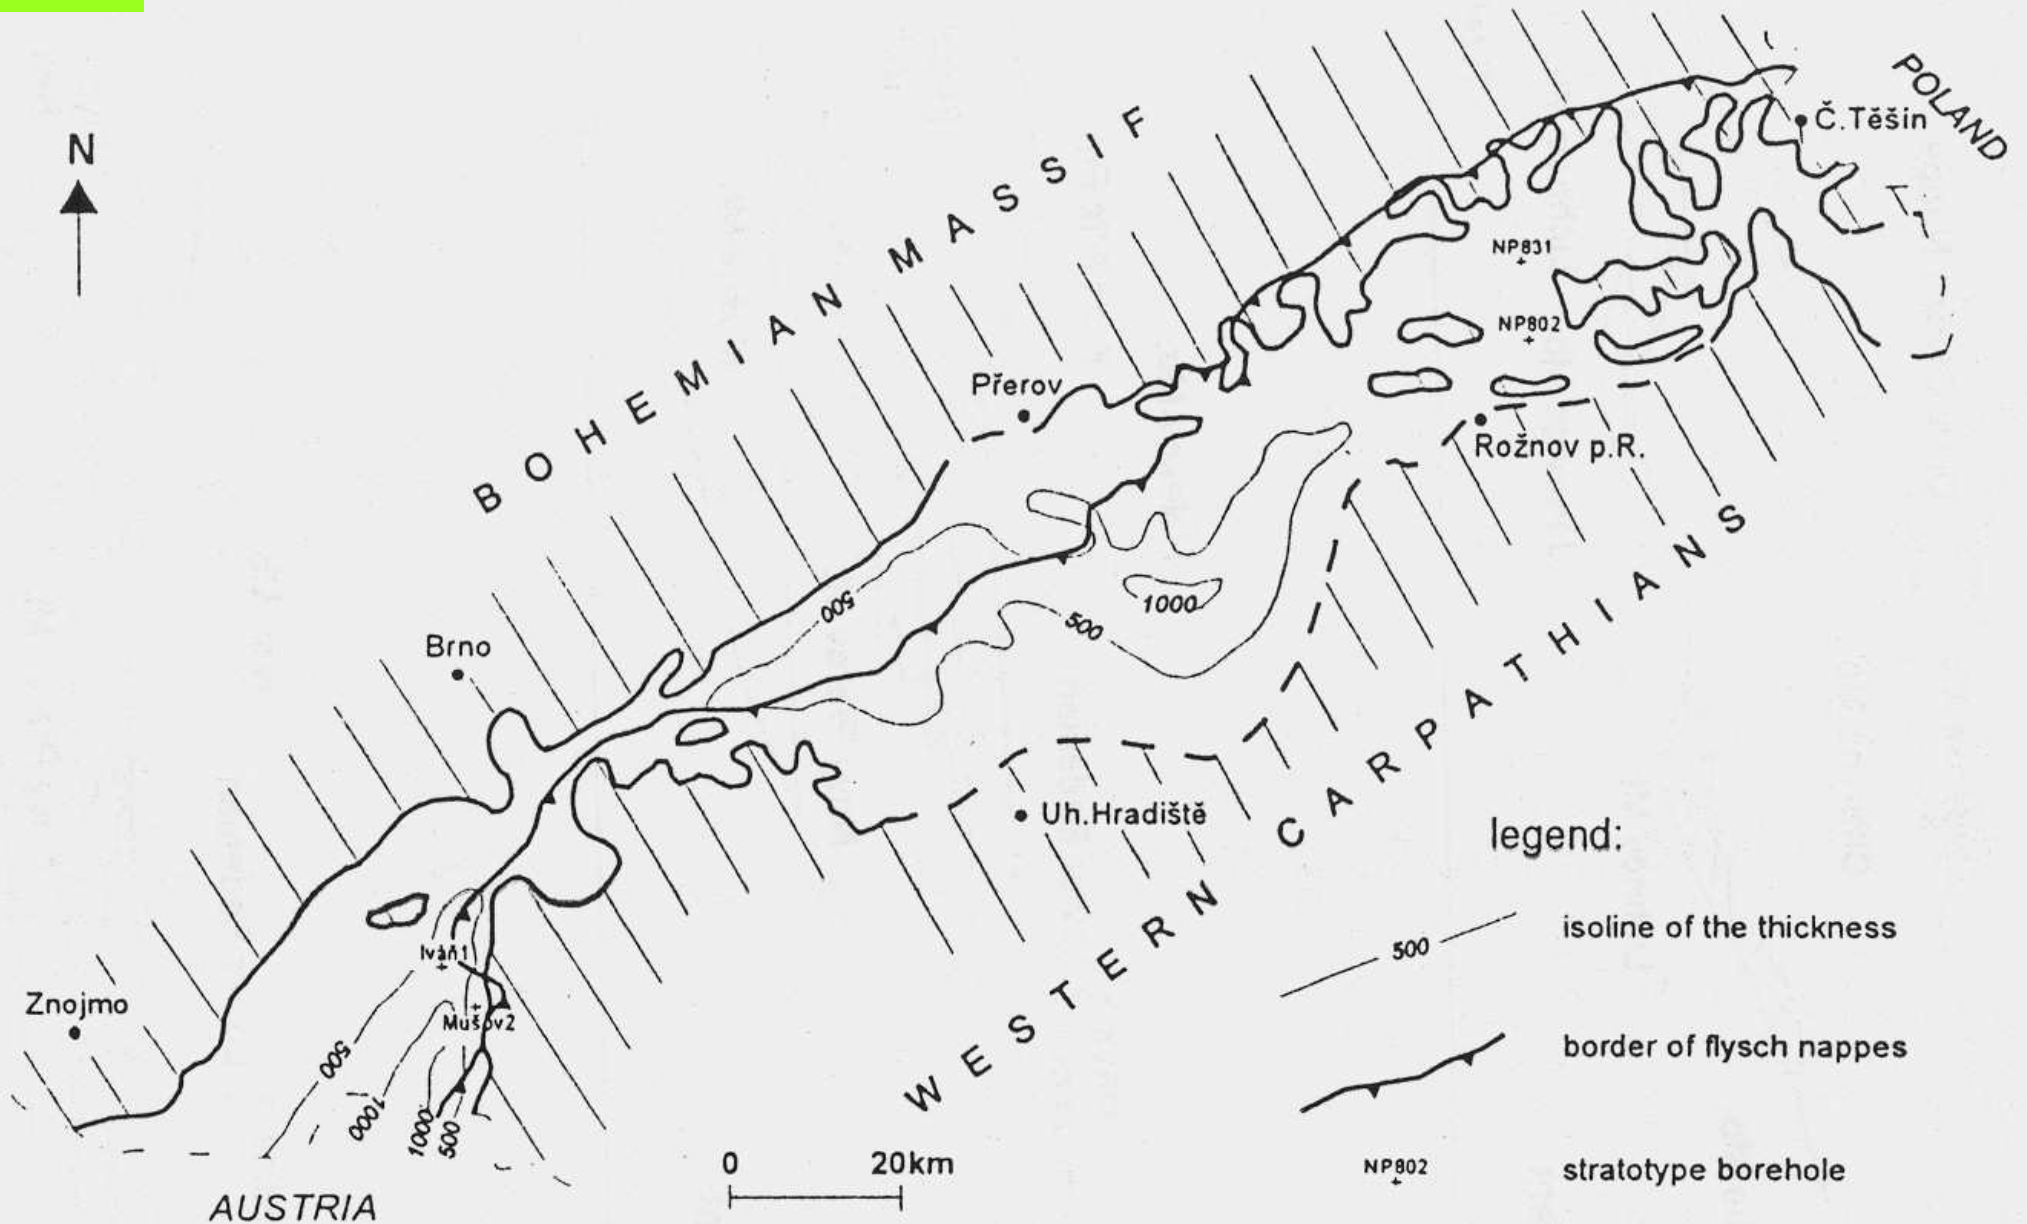 N
POLAND
Č.Těšín
BOHEMIAN MASSIF
NP831
NP802
Přerov
Rožnov p.R.
500
1000
500
Brno
WESTERN CARPATHIANS
Uh.Hradiště
legend:
isoline of the thickness
500
Iváň1
Znojmo
Mušov2
500
1000
1000
500
border of flysch nappes
NP802
stratotype borehole
0 20km
AUSTRIA